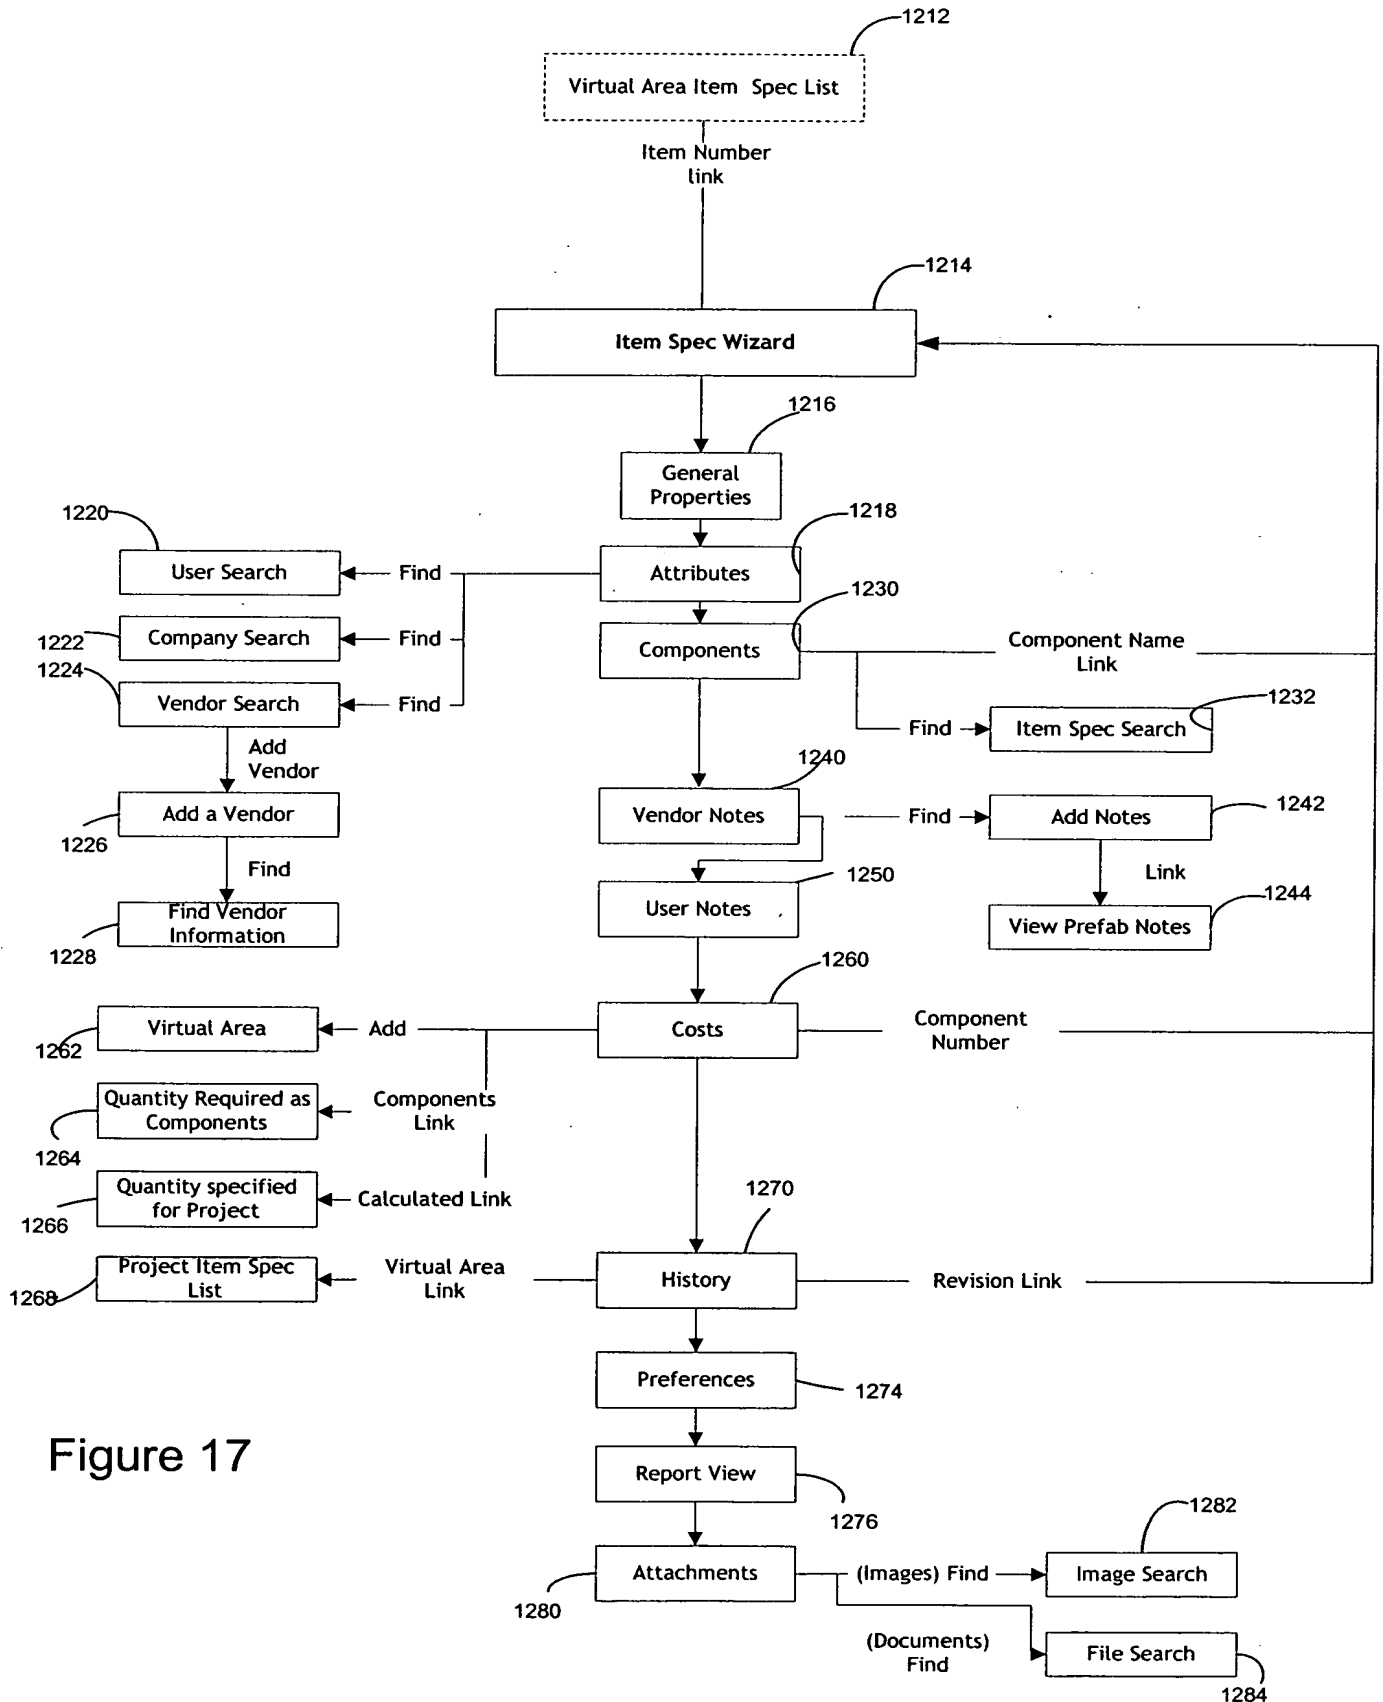 1212
Virtual Area Item Spec List
Item Number
link
1214
Item Spec Wizard
1216
General
Properties
1220
1218
User Search
Find
Attributes
1230
1222
Company Search
Find
Components
Component Name
Link
1224
Vendor Search
Find
1232
Find
Item Spec Search
Add
Vendor
1240
Add a Vendor
Vendor Notes
Find
Add Notes
1242
1226
Find
1250
Link
1244
Find Vendor
Information
User Notes
View Prefab Notes
1228
1260
Virtual Area
Add
Costs
Component
Number
1262
Quantity Required as
Components
Components
Link
1264
Quantity specified
for Project
Calculated Link
1270
1266
Project Item Spec
List
Virtual Area
Link
History
Revision Link
1268
Preferences
1274
Figure 17
Report View
1276
1282
Attachments
(Images) Find
Image Search
1280
(Documents)
Find
File Search
1284